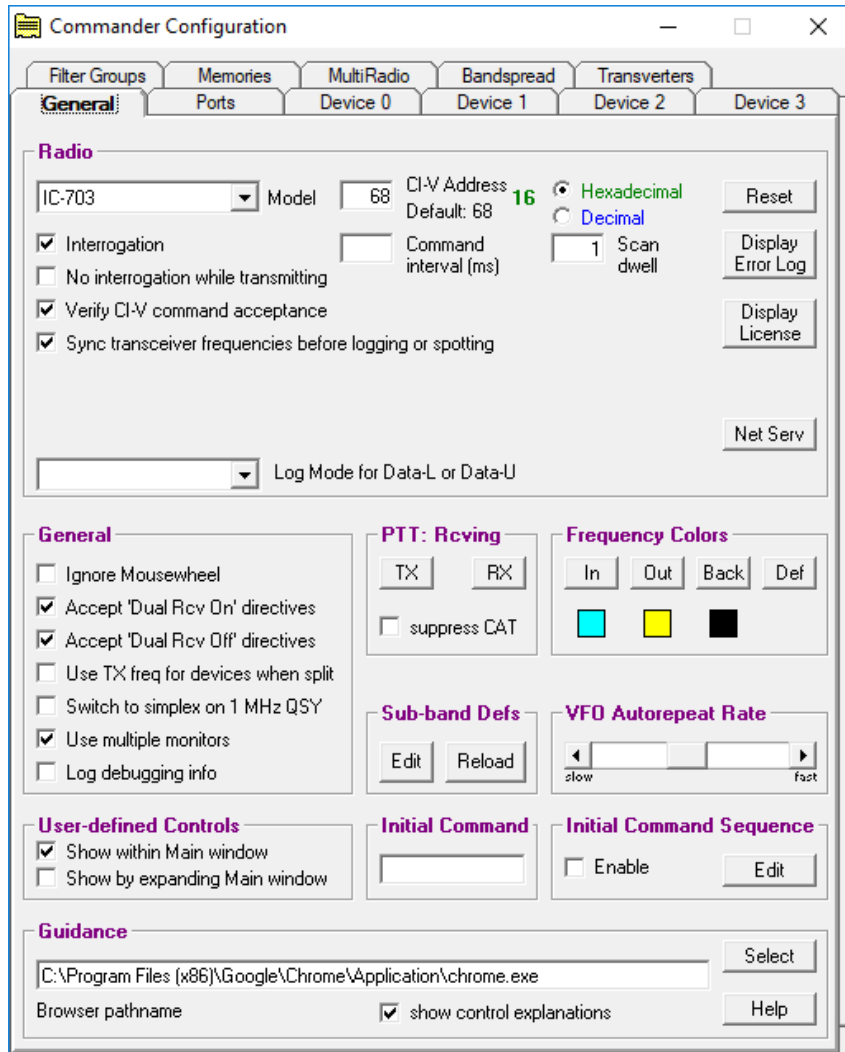 Commander Configuration
Filter Groups Memories MultiRadio Bandspread Transverters
General Ports Device 0 Device 1 Device 2 Device 3
Radio
IC-703 Model 68 CI-V Address 16 Hexadecimal Reset
Default: 68 Decimal
Interrogation Command interval (ms) 1 Scan dwell Display Error Log
No interrogation while transmitting
Verify CI-V command acceptance Display License
Sync transceiver frequencies before logging or spotting
Net Serv
Log Mode for Data-L or Data-U
General
Ignore Mousewheel
Accept 'Dual Rcv On' directives
Accept 'Dual Rcv Off' directives
Use TX freq for devices when split
Switch to simplex on 1 MHz QSY
Use multiple monitors
Log debugging info
PTT: Rcving
TX RX
suppress CAT
Frequency Colors
In Out Back Def
Sub-band Defs
Edit Reload
VFO Autorepeat Rate
slow fast
User-defined Controls
Show within Main window
Show by expanding Main window
Initial Command
Initial Command Sequence
Enable Edit
Guidance
C:\Program Files (x86)\Google\Chrome\Application\chrome.exe Select
Browser pathname show control explanations Help